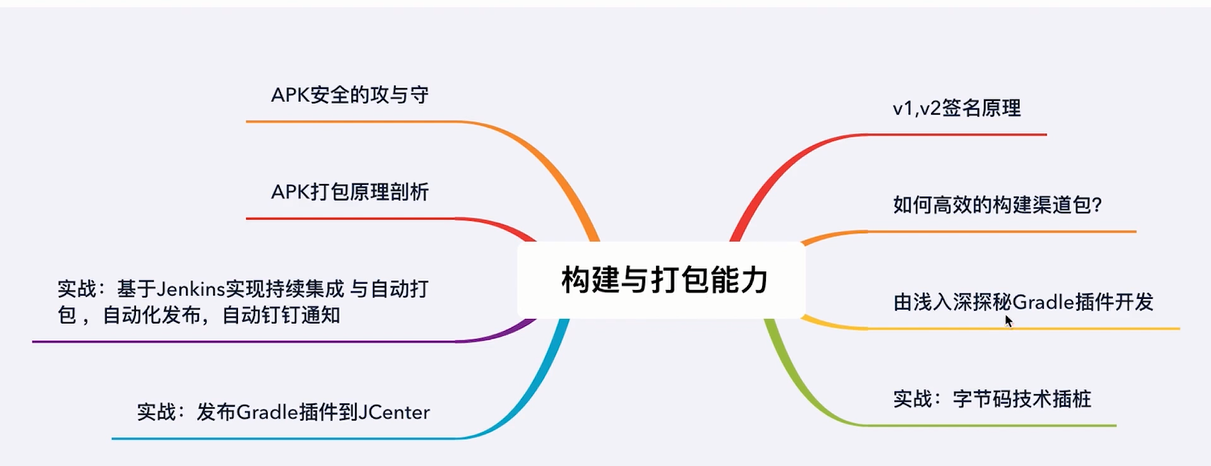 APK安全的攻与守
v1,v2签名原理
APK打包原理剖析
如何高效的构建渠道包?
构建与打包能力
实战：基于Jenkins实现持续集成 与自动打
包 ，自动化发布，自动钉钉通知
由浅入深探秘Gradle插件开发
实战：发布Gradle插件到JCenter
实战：字节码技术插桩